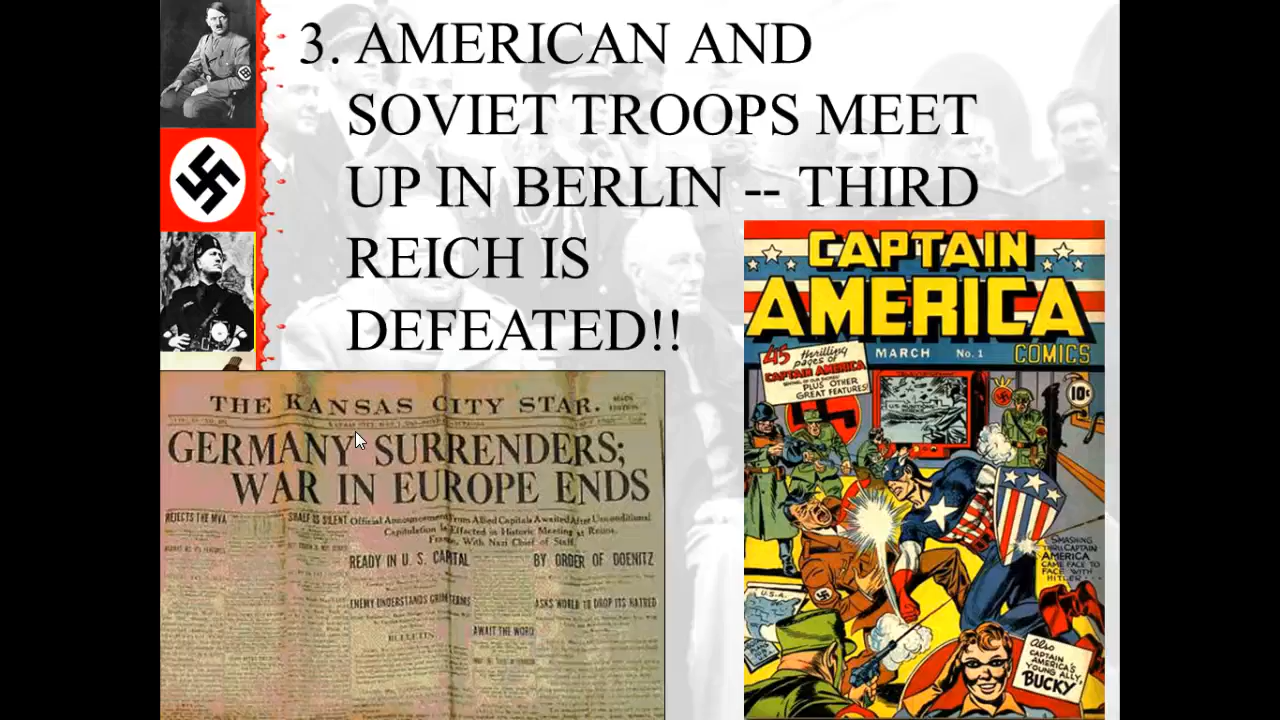 3. AMERICAN AND
SOVIET TROOPS MEET
UP IN BERLIN -- THIRD
REICH IS
DEFEATED!!
THE KANSAS CITY STAR.
GERMANY SURRENDERS;
WAR IN EUROPE ENDS
REJECTS THE MVA
SHAEF IS SILENT
Official Announcement From Allied Capitals Awaited After Unconditional
Capitulation Is Effected in Historic Meeting at Reims,
France, With Nazi Chief of Staff.
READY IN U. S. CAPITAL
BY ORDER OF DOENITZ
ENEMY UNDERSTANDS GRIM TERMS
ASKS WORLD TO DROP ITS HATRED
BULLETIN
AWAIT THE WORD
CAPTAIN
AMERICA
COMICS
MARCH No. 1
45 thrilling
pages of
CAPTAIN AMERICA
PLUS OTHER
GREAT FEATURES!
10¢
SMASHING
THRU, CAPTAIN
AMERICA
CAME FACE TO
FACE WITH
HITLER...
U.S.A.
Also
CAPTAIN
AMERICA'S
YOUNG ALLY,
BUCKY